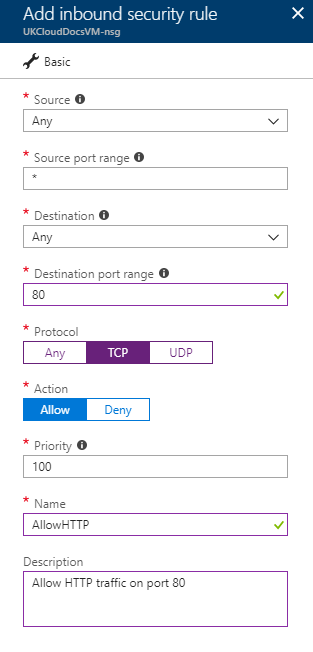 Add inbound security rule
UKCloudDocsVM-nsg
Basic
* Source
Any
* Source port range
*
* Destination
Any
* Destination port range
80
* Protocol
Any TCP UDP
* Action
Allow Deny
* Priority
100
* Name
AllowHTTP
Description
Allow HTTP traffic on port 80